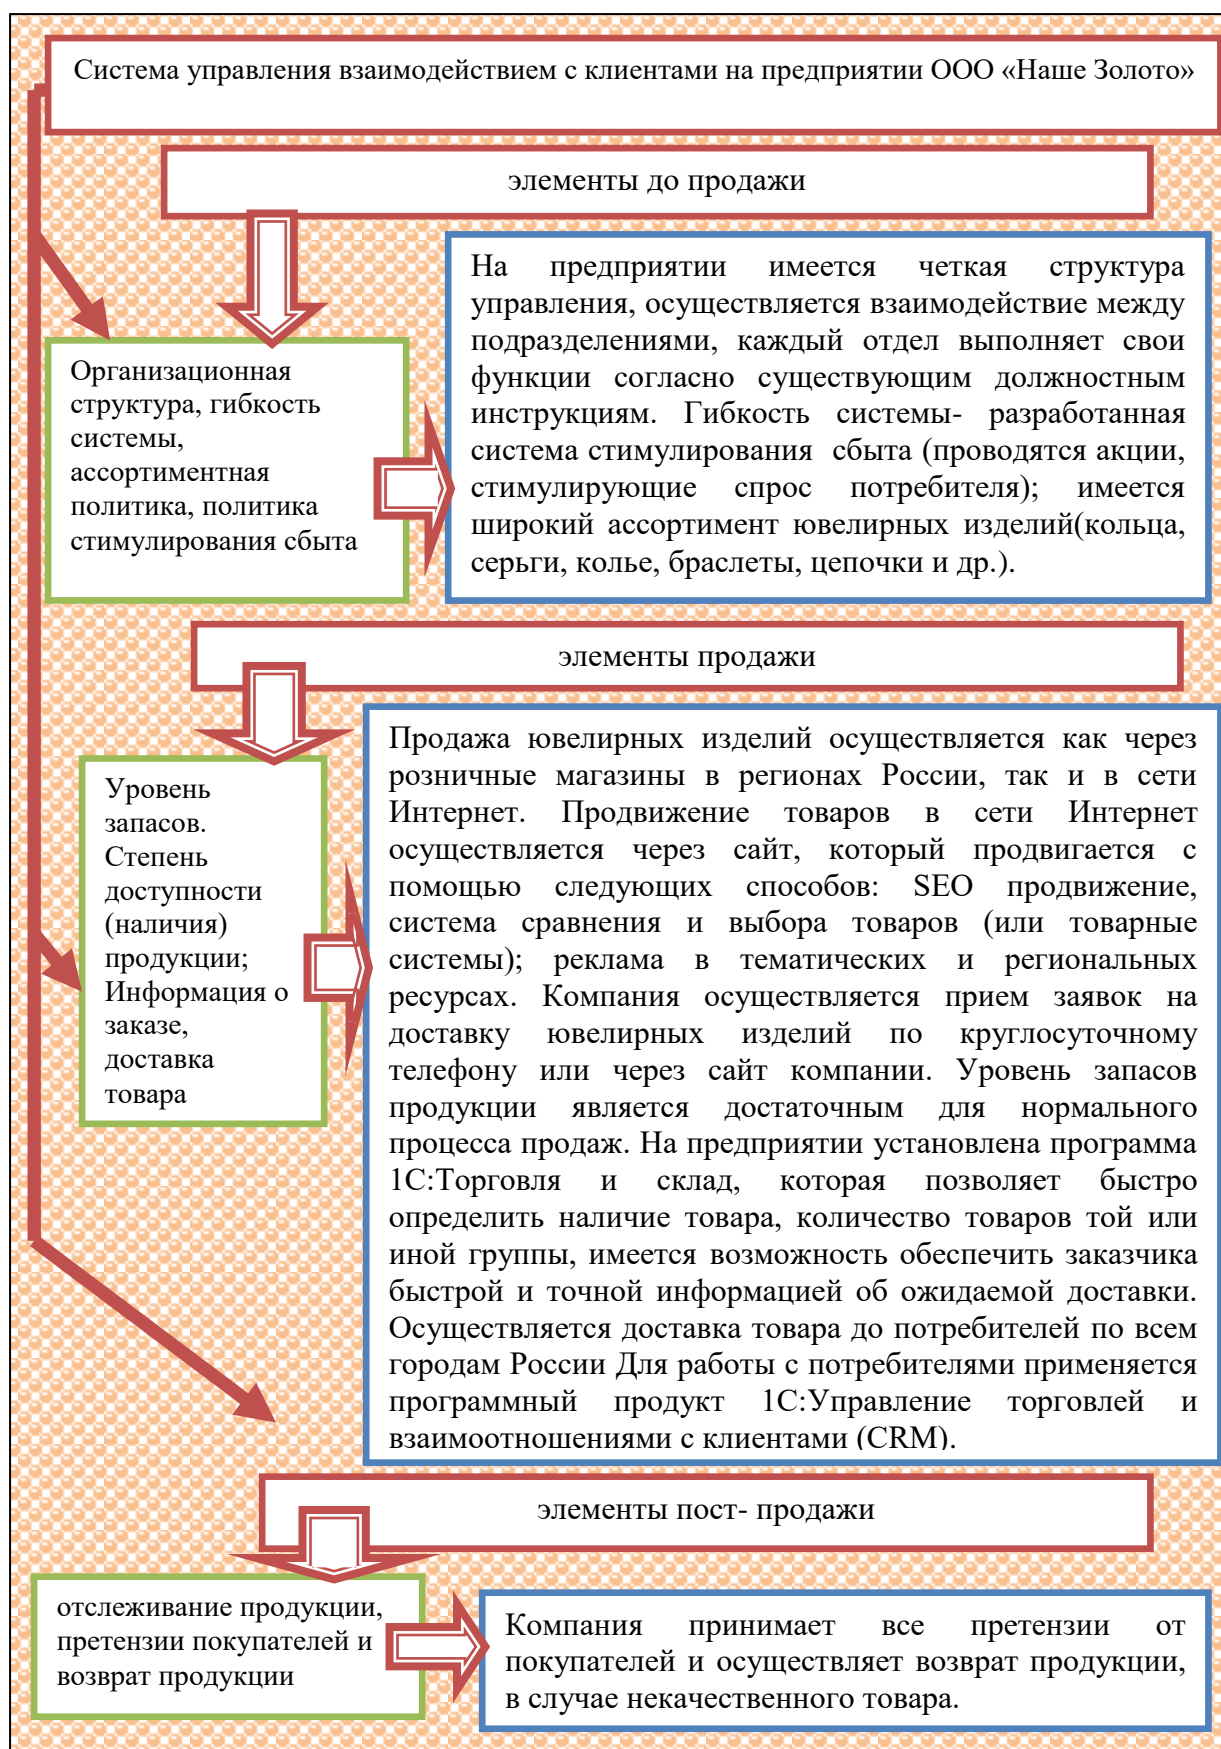 Система управления взаимодействием с клиентами на предприятии ООО «Наше Золото»
элементы до продажи
Организационная
структура, гибкость
системы,
ассортиментная
политика, политика
стимулирования сбыта
На предприятии имеется четкая структура
управления, осуществляется взаимодействие между
подразделениями, каждый отдел выполняет свои
функции согласно существующим должностным
инструкциям. Гибкость системы- разработанная
система стимулирования сбыта (проводятся акции,
стимулирующие спрос потребителя); имеется
широкий ассортимент ювелирных изделий(кольца,
серьги, колье, браслеты, цепочки и др.).
элементы продажи
Уровень
запасов.
Степень
доступности
(наличия)
продукции;
Информация о
заказе,
доставка
товара
Продажа ювелирных изделий осуществляется как через
розничные магазины в регионах России, так и в сети
Интернет. Продвижение товаров в сети Интернет
осуществляется через сайт, который продвигается с
помощью следующих способов: SEO продвижение,
система сравнения и выбора товаров (или товарные
системы); реклама в тематических и региональных
ресурсах. Компания осуществляется прием заявок на
доставку ювелирных изделий по круглосуточному
телефону или через сайт компании. Уровень запасов
продукции является достаточным для нормального
процесса продаж. На предприятии установлена программа
1С:Торговля и склад, которая позволяет быстро
определить наличие товара, количество товаров той или
иной группы, имеется возможность обеспечить заказчика
быстрой и точной информацией об ожидаемой доставки.
Осуществляется доставка товара до потребителей по всем
городам России Для работы с потребителями применяется
программный продукт 1С:Управление торговлей и
взаимоотношениями с клиентами (CRM).
элементы пост- продажи
отслеживание продукции,
претензии покупателей и
возврат продукции
Компания принимает все претензии от
покупателей и осуществляет возврат продукции,
в случае некачественного товара.